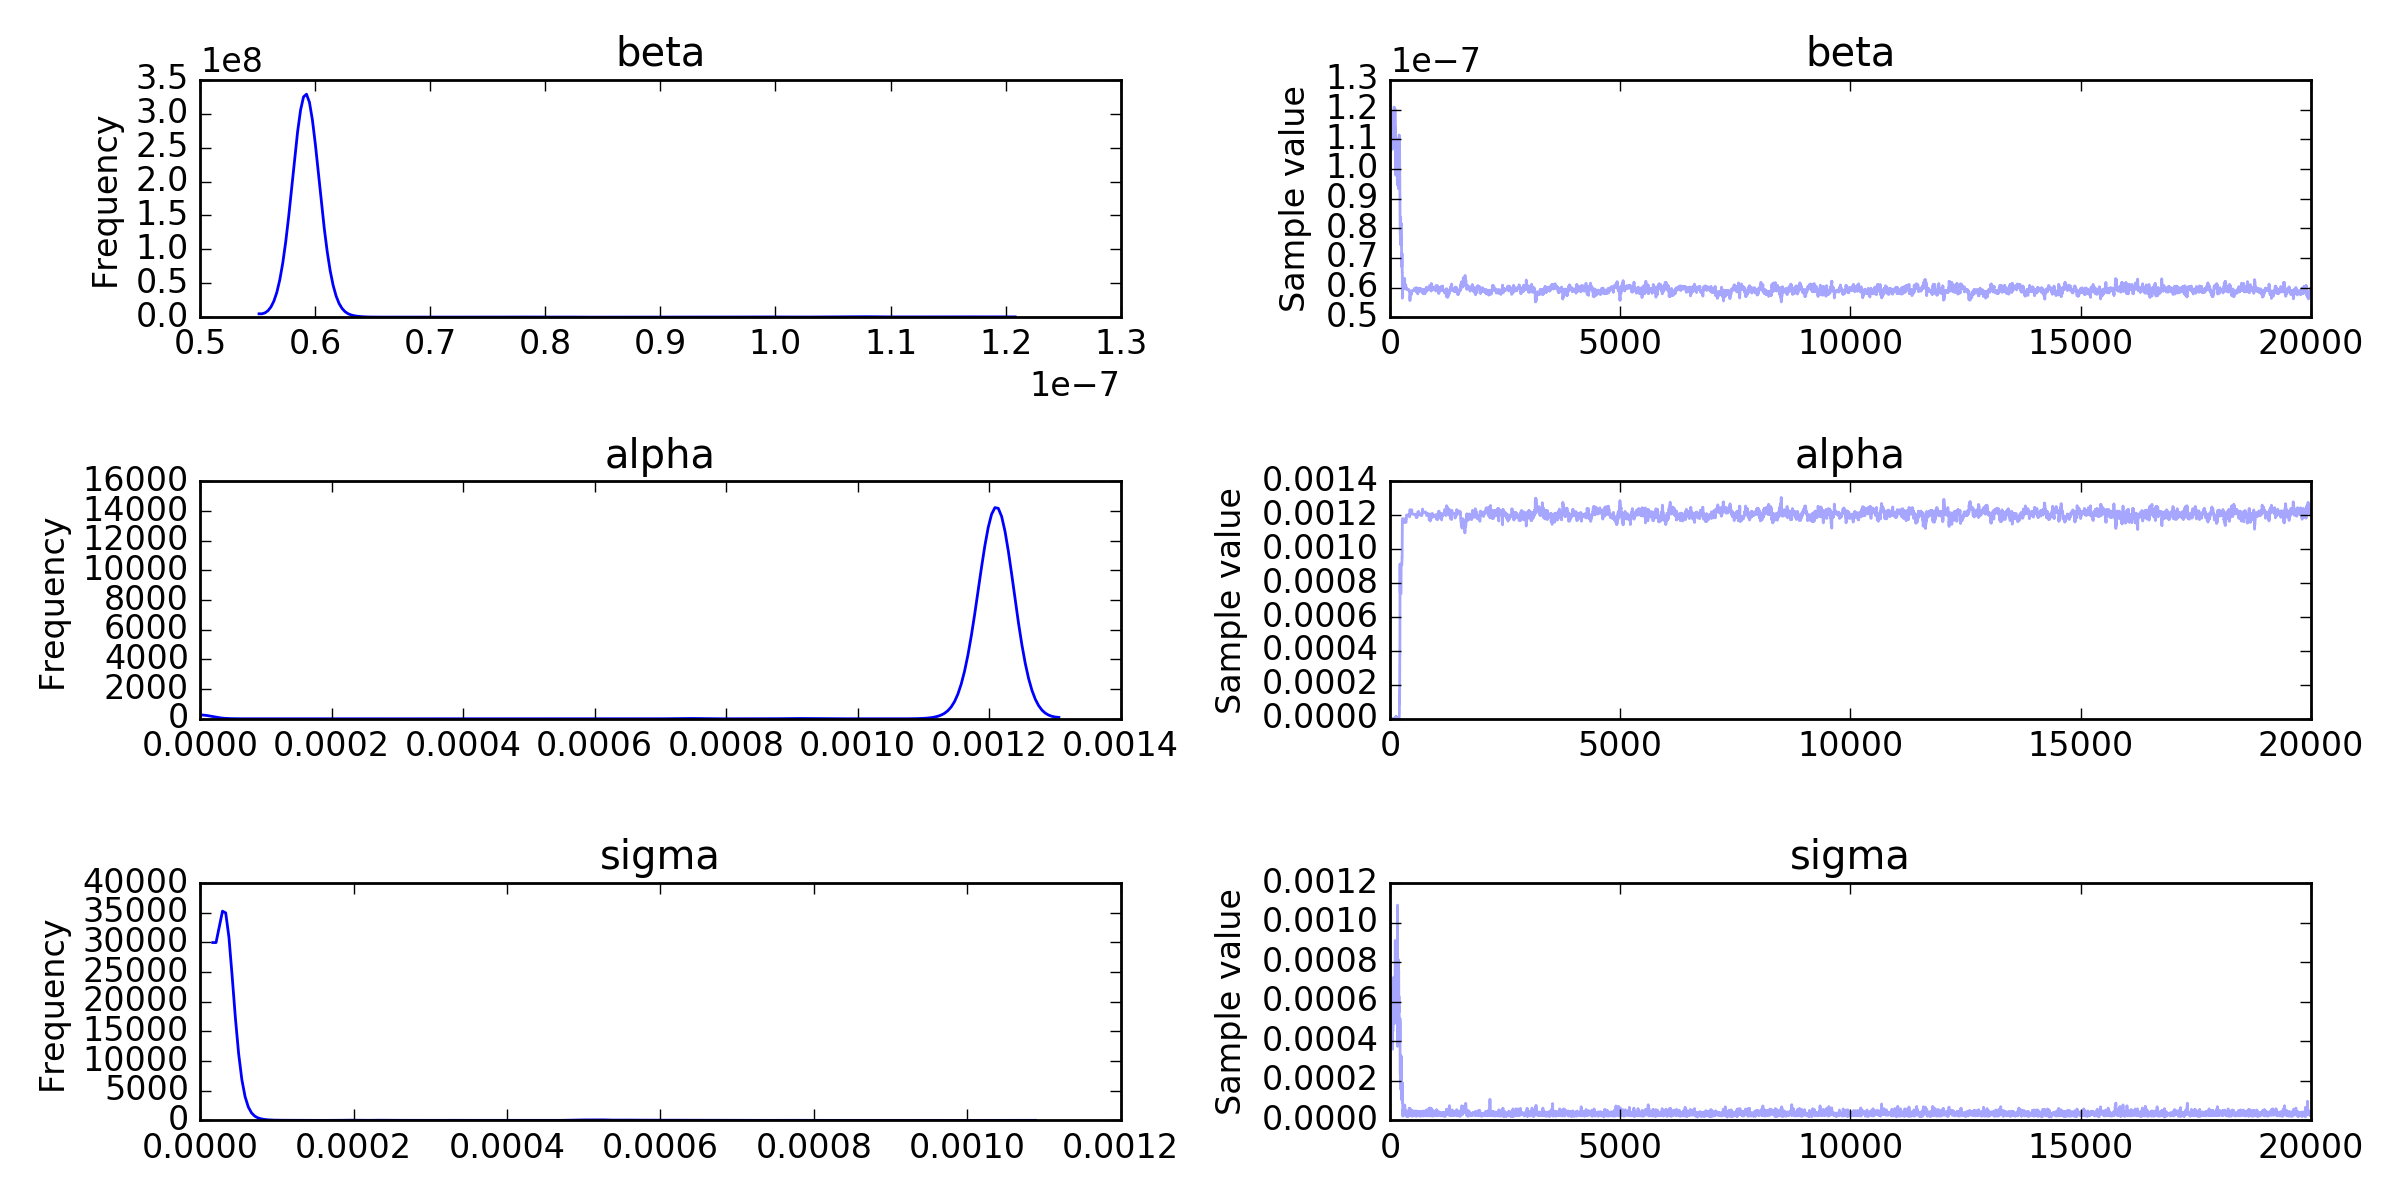 beta
1e8
Frequency
3.5
3.0
2.5
2.0
1.5
1.0
0.5
0.0
0.5 0.6 0.7 0.8 0.9 1.0 1.1 1.2 1.3
1e−7
beta
1e−7
Sample value
1.3
1.2
1.1
1.0
0.9
0.8
0.7
0.6
0.5
0 5000 10000 15000 20000
alpha
Frequency
16000
14000
12000
10000
8000
6000
4000
2000
0
0.0000 0.0002 0.0004 0.0006 0.0008 0.0010 0.0012 0.0014
alpha
Sample value
0.0014
0.0012
0.0010
0.0008
0.0006
0.0004
0.0002
0.0000
0 5000 10000 15000 20000
sigma
Frequency
40000
35000
30000
25000
20000
15000
10000
5000
0
0.0000 0.0002 0.0004 0.0006 0.0008 0.0010 0.0012
sigma
Sample value
0.0012
0.0010
0.0008
0.0006
0.0004
0.0002
0.0000
0 5000 10000 15000 20000